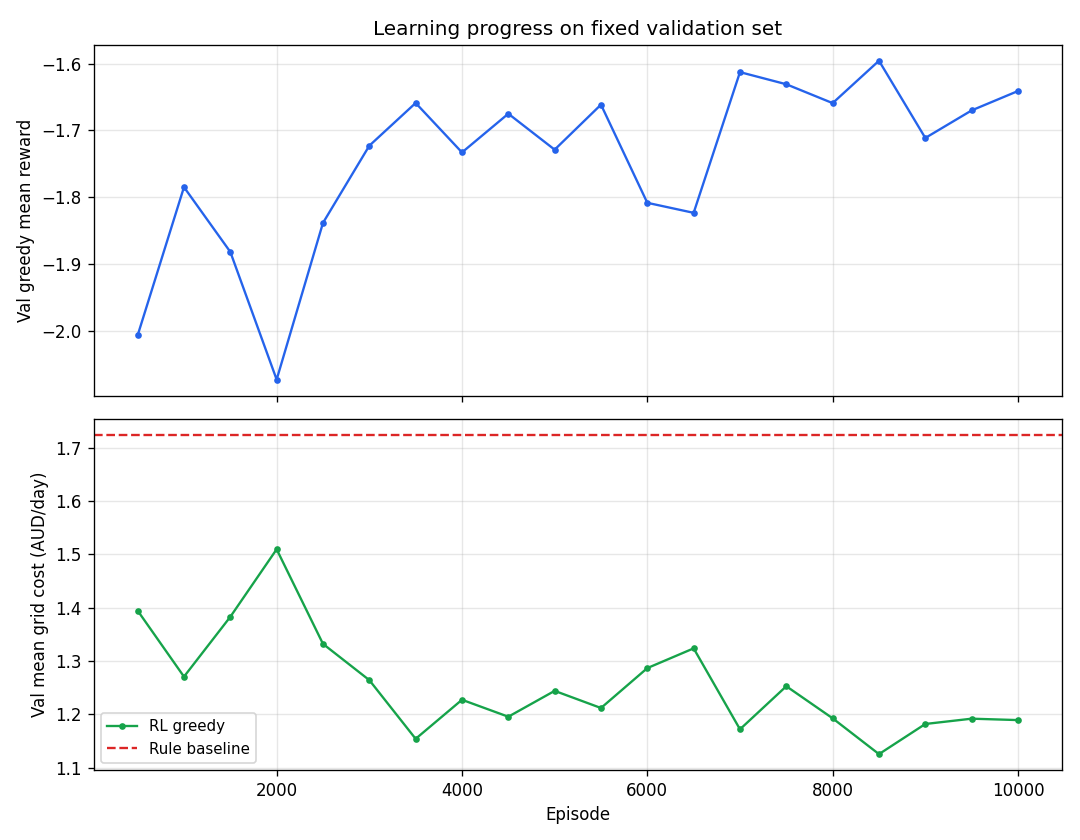 Learning progress on fixed validation set
Val greedy mean reward
−1.6
−1.7
−1.8
−1.9
−2.0
Val mean grid cost (AUD/day)
1.7
1.6
1.5
1.4
1.3
1.2
1.1
RL greedy
Rule baseline
2000 4000 6000 8000 10000
Episode